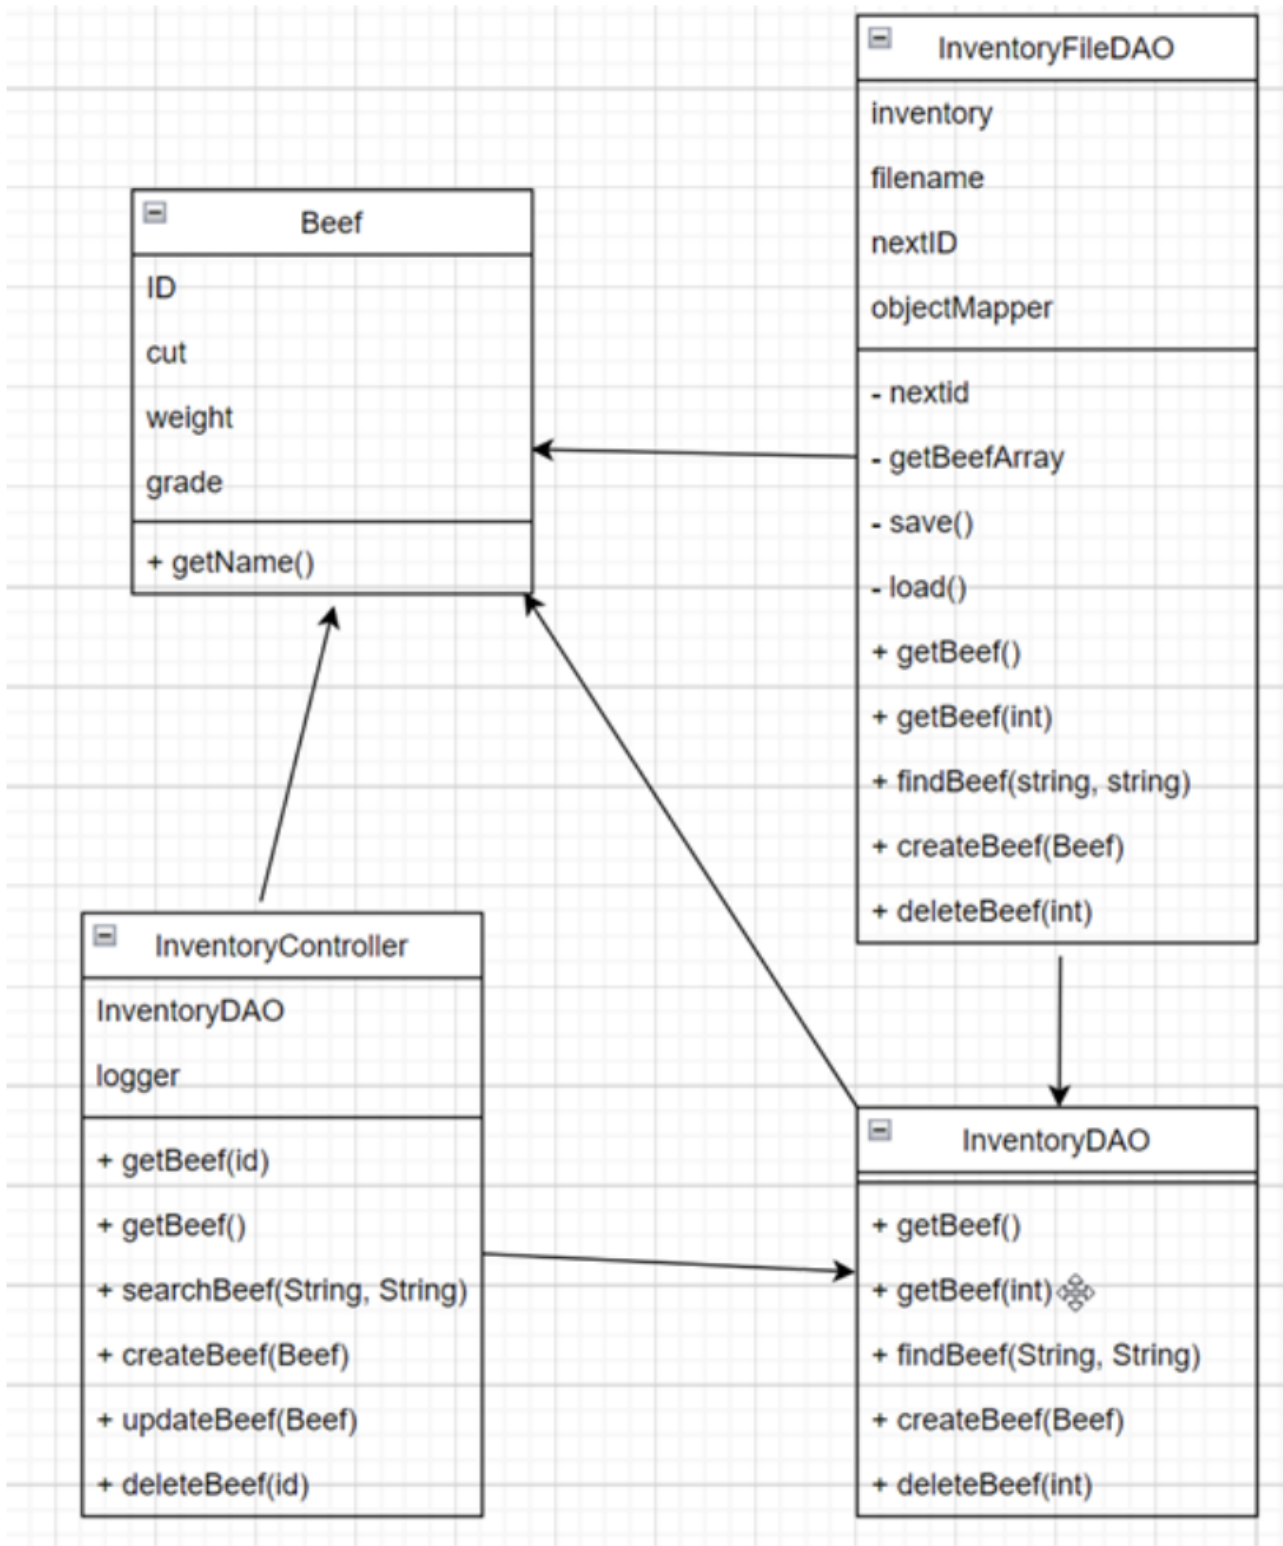 InventoryFileDAO
inventory
filename
nextID
objectMapper
- nextid
- getBeefArray
- save()
- load()
+ getBeef()
+ getBeef(int)
+ findBeef(string, string)
+ createBeef(Beef)
+ deleteBeef(int)
Beef
ID
cut
weight
grade
+ getName()
InventoryController
InventoryDAO
logger
+ getBeef(id)
+ getBeef()
+ searchBeef(String, String)
+ createBeef(Beef)
+ updateBeef(Beef)
+ deleteBeef(id)
InventoryDAO
+ getBeef()
+ getBeef(int)
+ findBeef(String, String)
+ createBeef(Beef)
+ deleteBeef(int)